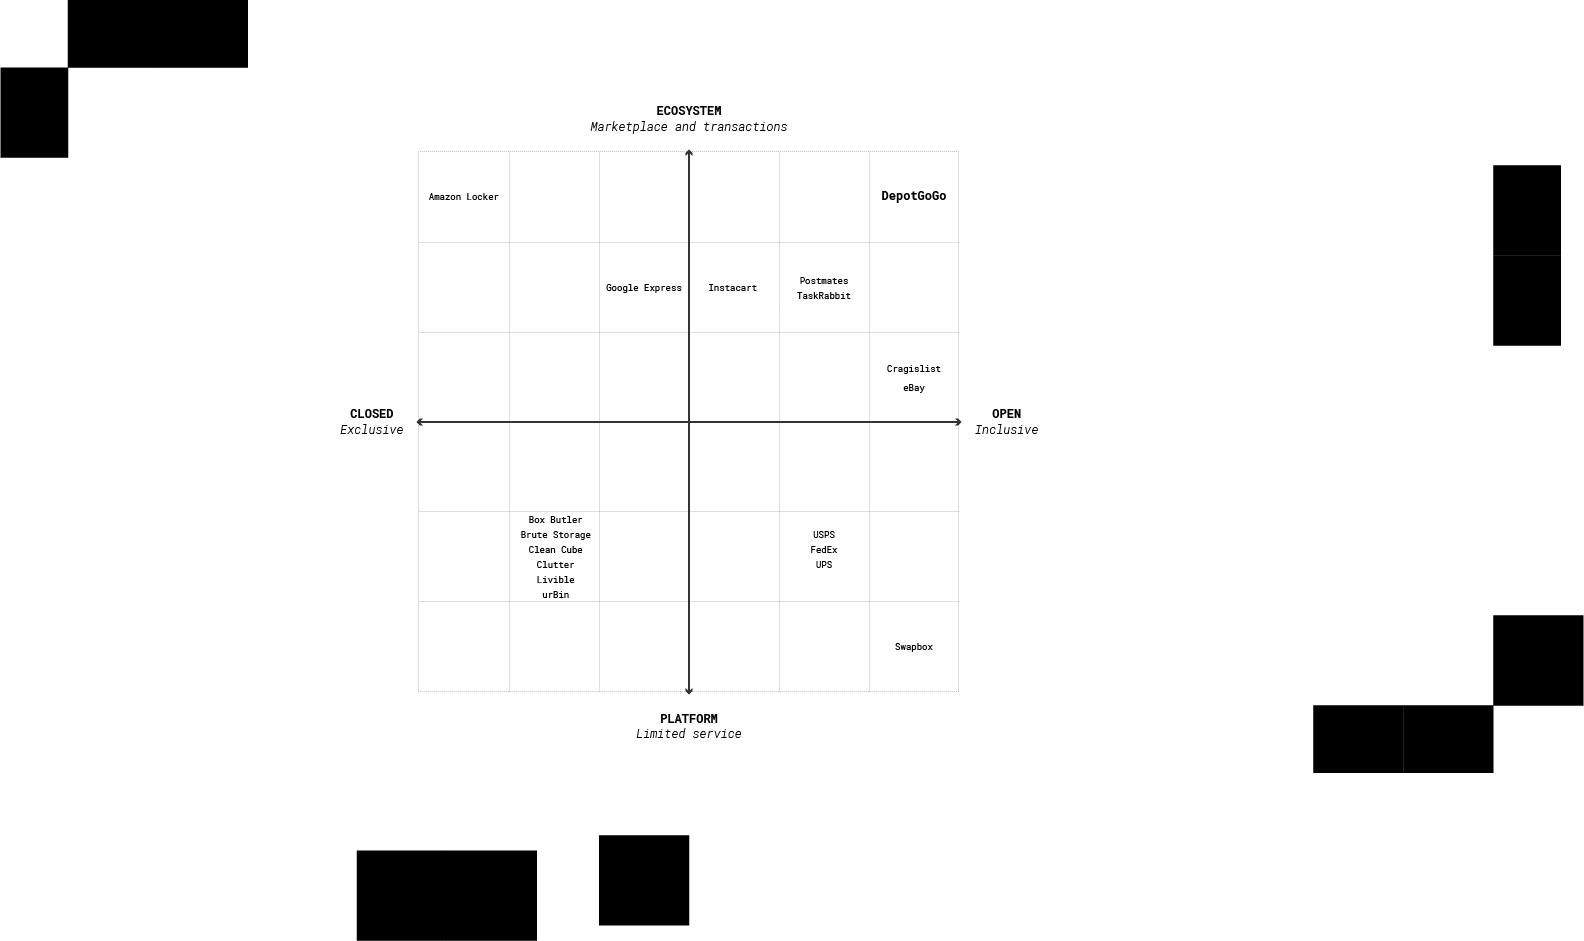 ECOSYSTEM
Marketplace and transactions
Amazon Locker
DepotGoGo
Google Express
Instacart
Postmates
TaskRabbit
Cragislist
eBay
CLOSED
Exclusive
OPEN
Inclusive
Box Butler
Brute Storage
Clean Cube
Clutter
Livible
urBin
USPS
FedEx
UPS
Swapbox
PLATFORM
Limited service